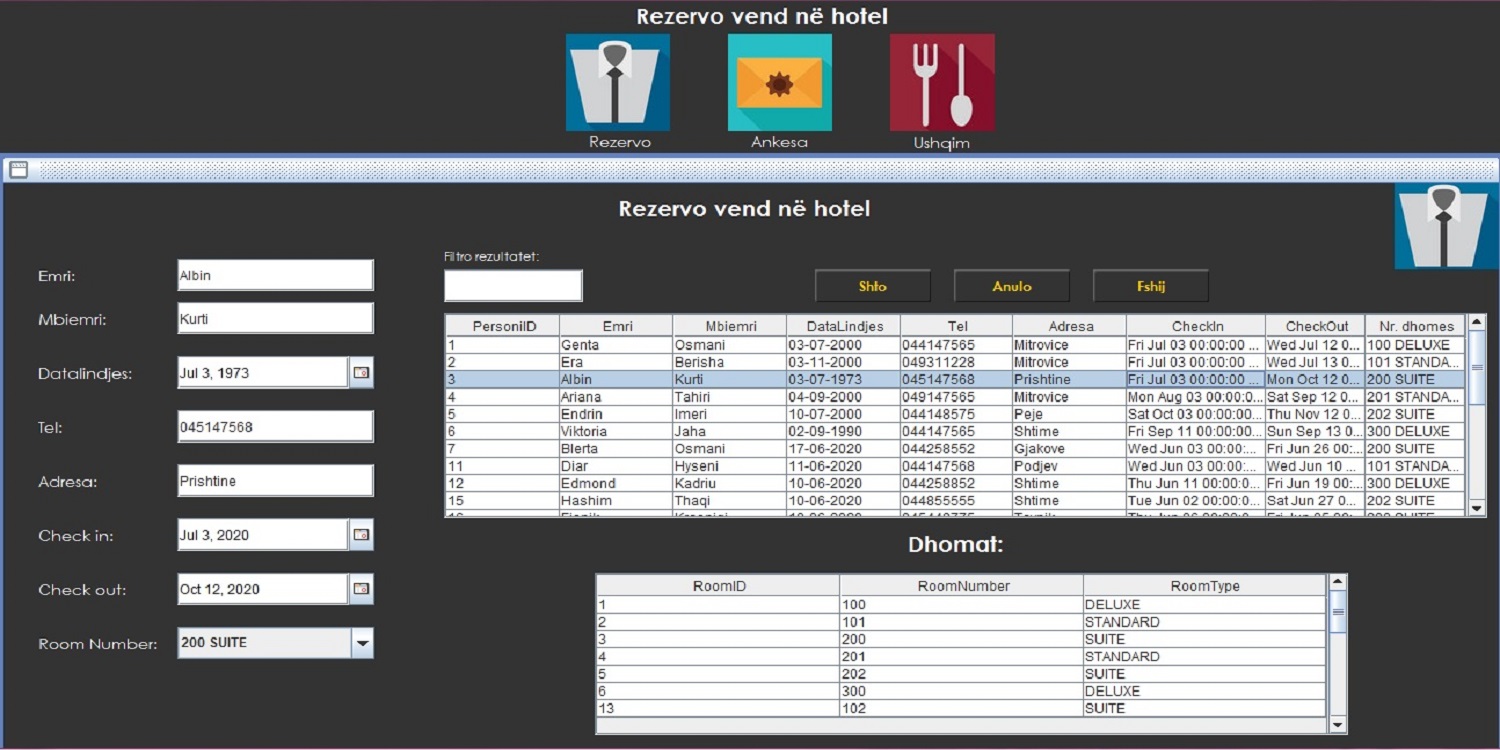 Rezervo vend në hotel
Rezervo Ankesa Ushqim
Rezervo vend në hotel
Emri: Albin
Mbiemri: Kurti
Datalindjes: Jul 3, 1973
Tel: 045147568
Adresa: Prishtine
Check in: Jul 3, 2020
Check out: Oct 12, 2020
Room Number: 200 SUITE
Filtro rezultatet:
Shto Anulo Fshij
PersoniID Emri Mbiemri DataLindjes Tel Adresa CheckIn CheckOut Nr. dhomes
1 Genta Osmani 03-07-2000 044147565 Mitrovice Fri Jul 03 00:00:00 ... Wed Jul 12 0... 100 DELUXE
2 Era Berisha 03-11-2000 049311228 Mitrovice Fri Jul 03 00:00:00 ... Wed Jul 13 0... 101 STANDA...
3 Albin Kurti 03-07-1973 045147568 Prishtine Fri Jul 03 00:00:00 ... Mon Oct 12 0... 200 SUITE
4 Ariana Tahiri 04-09-2000 049147565 Mitrovice Mon Aug 03 00:00:0... Sat Sep 12 0... 201 STANDA...
5 Endrin Imeri 10-07-2000 044148575 Peje Sat Oct 03 00:00:00 ... Thu Nov 12 0... 202 SUITE
6 Viktoria Jaha 02-09-1990 044147565 Shtime Fri Sep 11 00:00:00... Sun Sep 13 0... 300 DELUXE
7 Blerta Osmani 17-06-2020 044258552 Gjakove Wed Jun 03 00:00:... Fri Jun 26 00:... 200 SUITE
11 Diar Hyseni 11-06-2020 044147568 Podjev Wed Jun 03 00:00:... Wed Jun 10 ... 101 STANDA...
12 Edmond Kadriu 10-06-2020 044258852 Shtime Thu Jun 11 00:00:0... Fri Jun 19 00:... 300 DELUXE
15 Hashim Thaqi 10-06-2020 044855555 Shtime Tue Jun 02 00:00:0... Sat Jun 27 0... 202 SUITE
Dhomat:
RoomID RoomNumber RoomType
1 100 DELUXE
2 101 STANDARD
3 200 SUITE
4 201 STANDARD
5 202 SUITE
6 300 DELUXE
13 102 SUITE